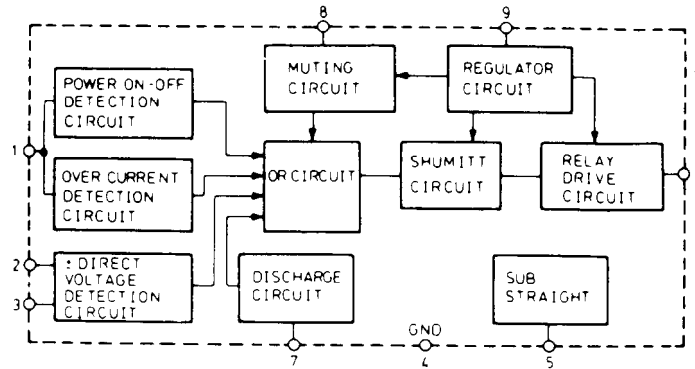 8
9
POWER ON-OFF
DETECTION
CIRCUIT
MUTING
CIRCUIT
REGULATOR
CIRCUIT
1
OVER CURRENT
DETECTION
CIRCUIT
OR CIRCUIT
SHUMITT
CIRCUIT
RELAY
DRIVE
CIRCUIT
2
3
± DIRECT
VOLTAGE
DETECTION
CIRCUIT
DISCHARGE
CIRCUIT
SUB
STRAIGHT
GND
7
4
5